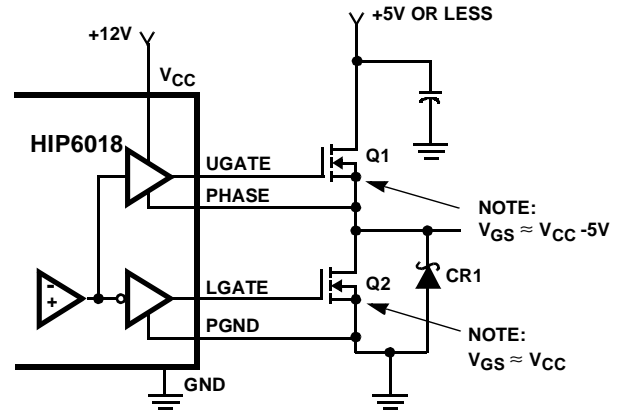 +5V OR LESS
+12V
VCC
HIP6018
UGATE
Q1
PHASE
NOTE:
VGS ≈ VCC -5V
- +
LGATE
Q2
CR1
PGND
NOTE:
VGS ≈ VCC
GND